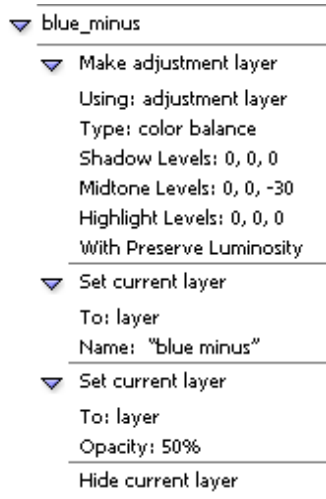 blue_minus
Make adjustment layer
Using: adjustment layer
Type: color balance
Shadow Levels: 0, 0, 0
Midtone Levels: 0, 0, -30
Highlight Levels: 0, 0, 0
With Preserve Luminosity
Set current layer
To: layer
Name: "blue minus"
Set current layer
To: layer
Opacity: 50%
Hide current layer